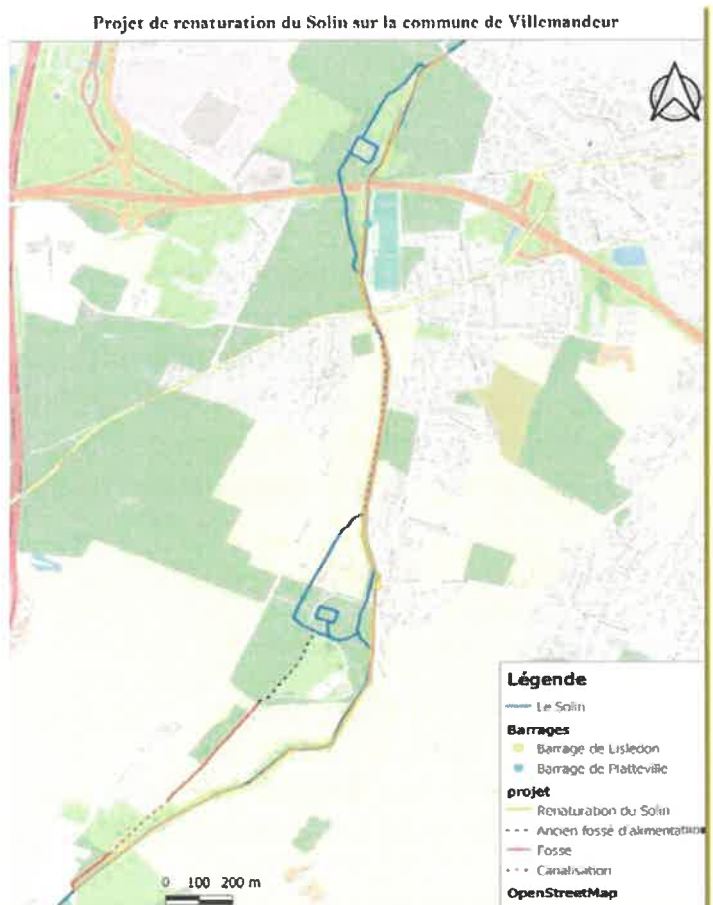 Projet de renaturation du Solin sur la commune de Villemandeur
0 100 200 m
Légende
Le Solin
Barrages
Barrage de Lisledon
Barrage de Platteville
projet
Renaturation du Solin
Ancien fossé d'alimentation
Fosse
Canalisation
OpenStreetMap